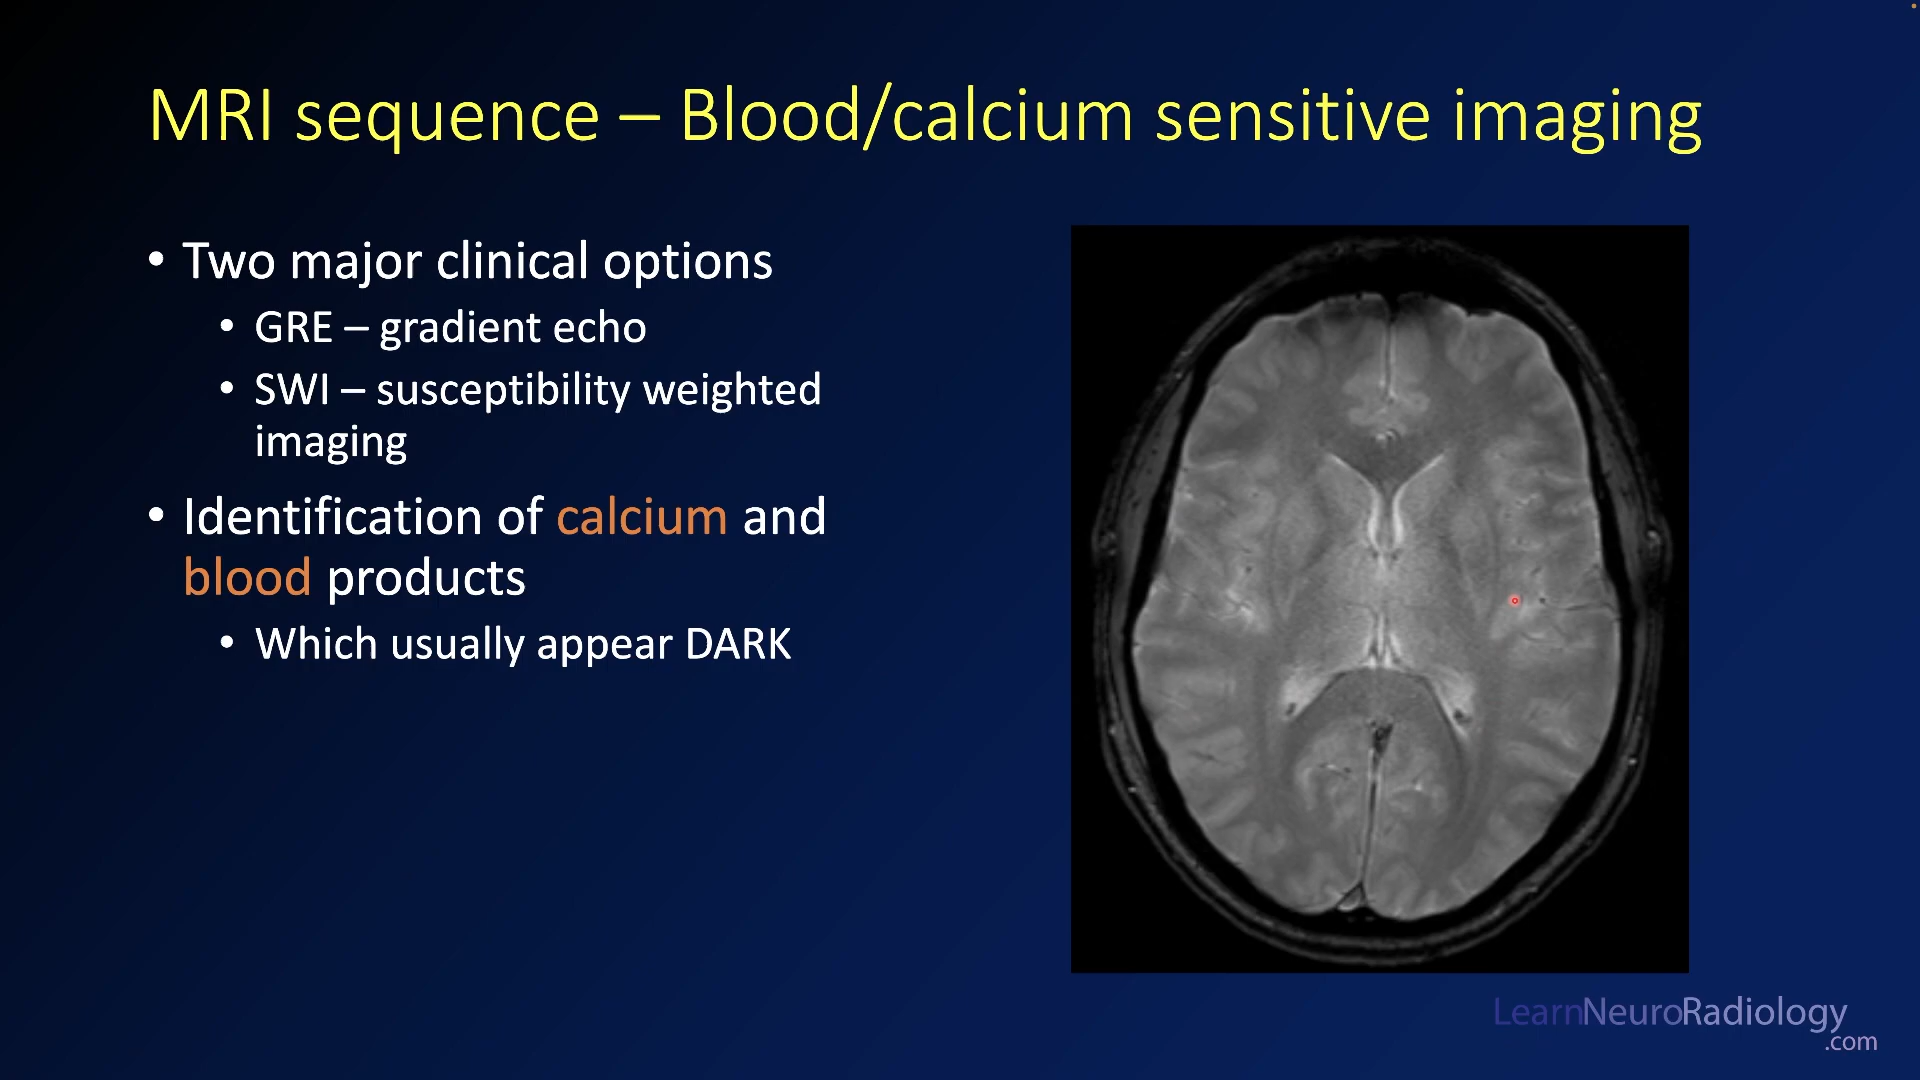 MRI sequence – Blood/calcium sensitive imaging
• Two major clinical options
• GRE – gradient echo
• SWI – susceptibility weighted
imaging
• Identification of calcium and
blood products
• Which usually appear DARK
LearnNeuroRadiology
.com